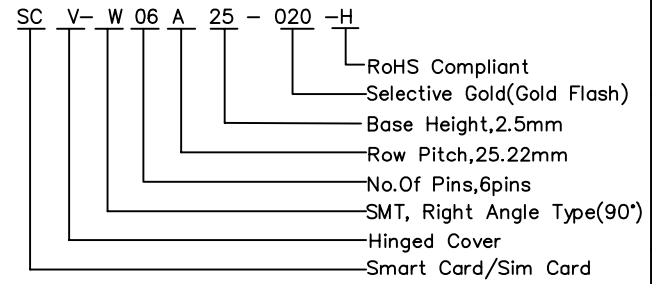 SC V- W 06 A 25 - 020 -H
RoHS Compliant
Selective Gold(Gold Flash)
Base Height,2.5mm
Row Pitch,25.22mm
No.Of Pins,6pins
SMT, Right Angle Type(90°)
Hinged Cover
Smart Card/Sim Card